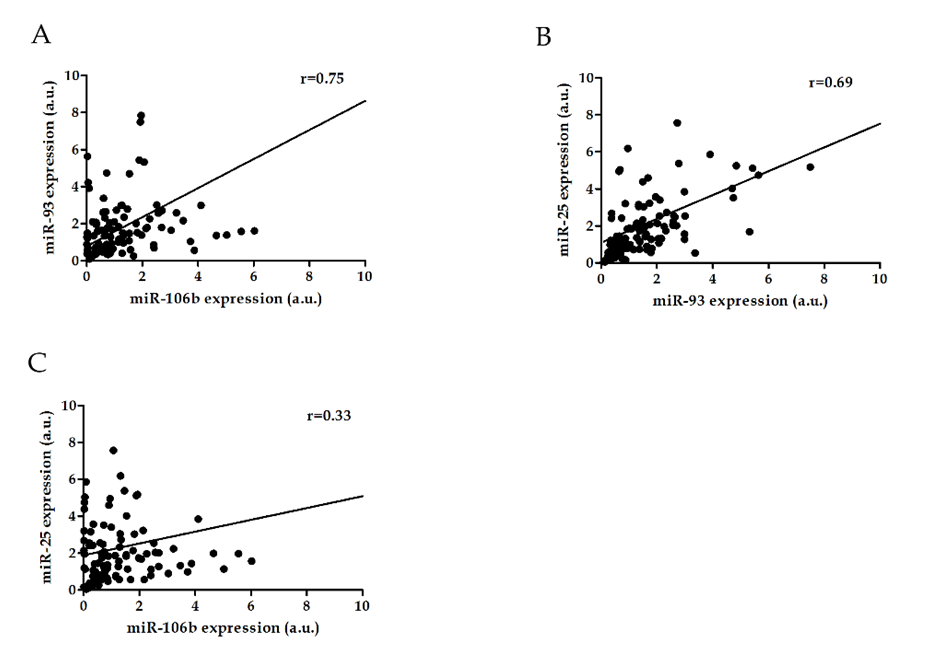 A
miR-93 expression (a.u.)
r=0.75
10
8
6
4
2
0
0 2 4 6 8 10
miR-106b expression (a.u.)
B
miR-25 expression (a.u.)
r=0.69
10
8
6
4
2
0
0 2 4 6 8 10
miR-93 expression (a.u.)
C
miR-25 expression (a.u.)
r=0.33
10
8
6
4
2
0
0 2 4 6 8 10
miR-106b expression (a.u.)